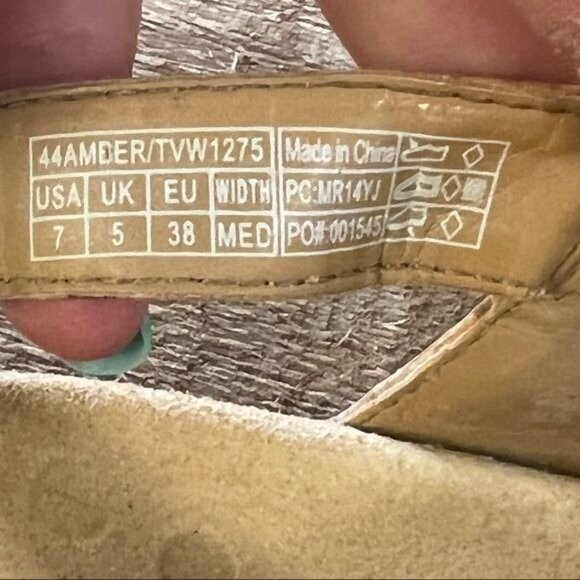 44AMDER/TVW1275 Made in China
USA UK EU WIDTH PC:MR14YJ
7 5 38 MED PO#:001545